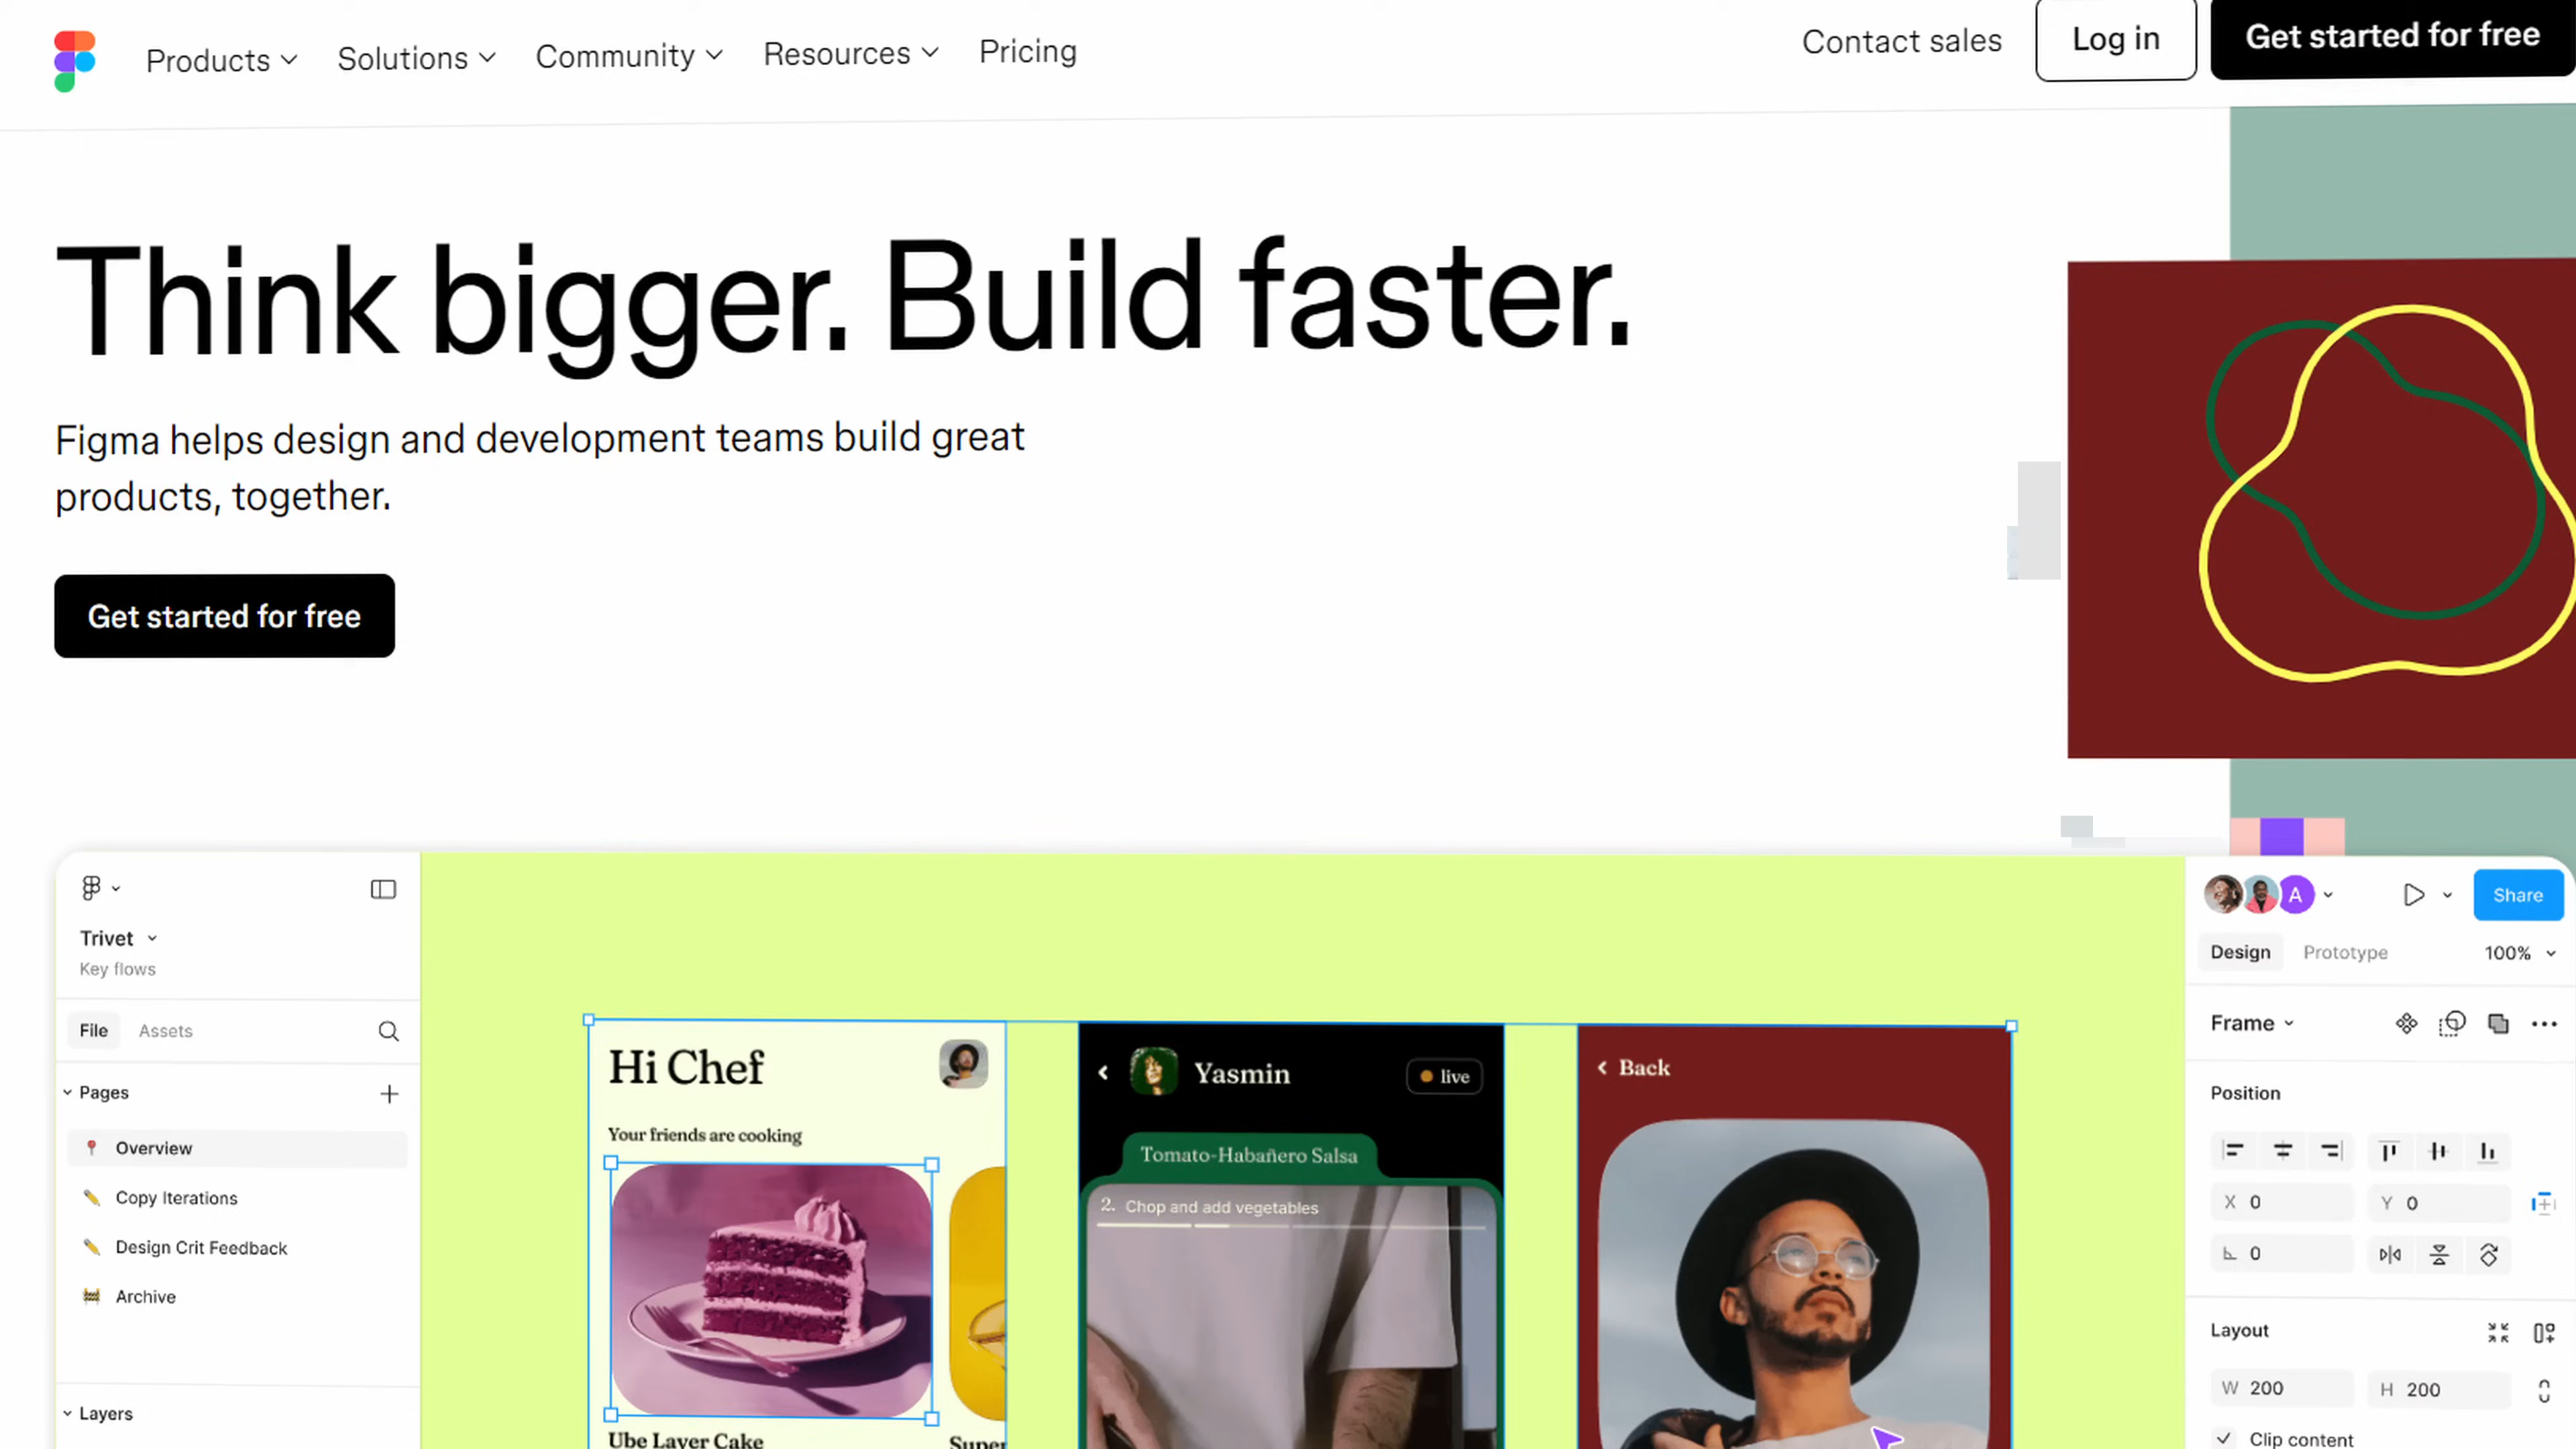 Products Solutions Community Resources Pricing Contact sales Log in Get started for free
Think bigger. Build faster.
Figma helps design and development teams build great
products, together.
Get started for free
Trivet
Key flows
File Assets
Pages
Overview
Copy Iterations
Design Crit Feedback
Archive
Layers
Hi Chef
Your friends are cooking
Ube Layer Cake
Super
Yasmin
live
Tomato-Habañero Salsa
2. Chop and add vegetables
Back
A
Share
Design Prototype 100%
Frame
Position
X 0 Y 0
0
Layout
W 200 H 200
Clip content